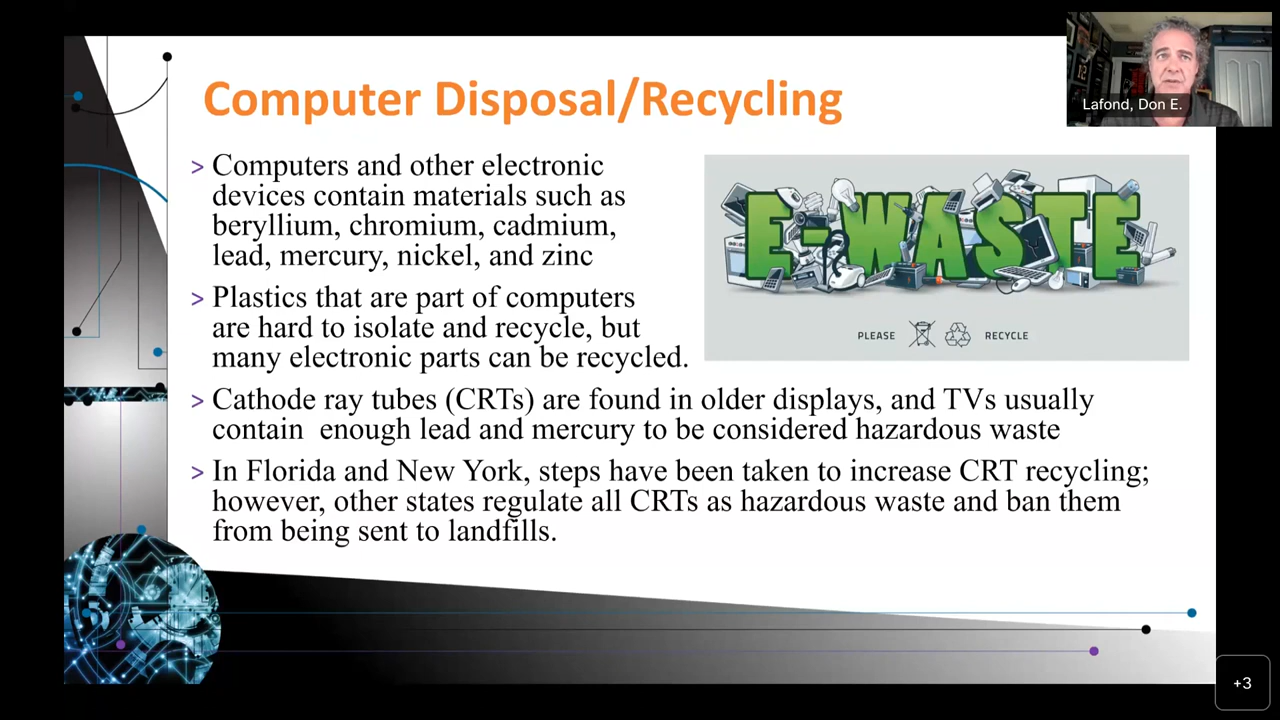 Lafond, Don E.
Computer Disposal/Recycling
> Computers and other electronic
devices contain materials such as
beryllium, chromium, cadmium,
lead, mercury, nickel, and zinc
> Plastics that are part of computers
are hard to isolate and recycle, but
many electronic parts can be recycled.
E-WASTE
PLEASE RECYCLE
> Cathode ray tubes (CRTs) are found in older displays, and TVs usually
contain enough lead and mercury to be considered hazardous waste
> In Florida and New York, steps have been taken to increase CRT recycling;
however, other states regulate all CRTs as hazardous waste and ban them
from being sent to landfills.
+3